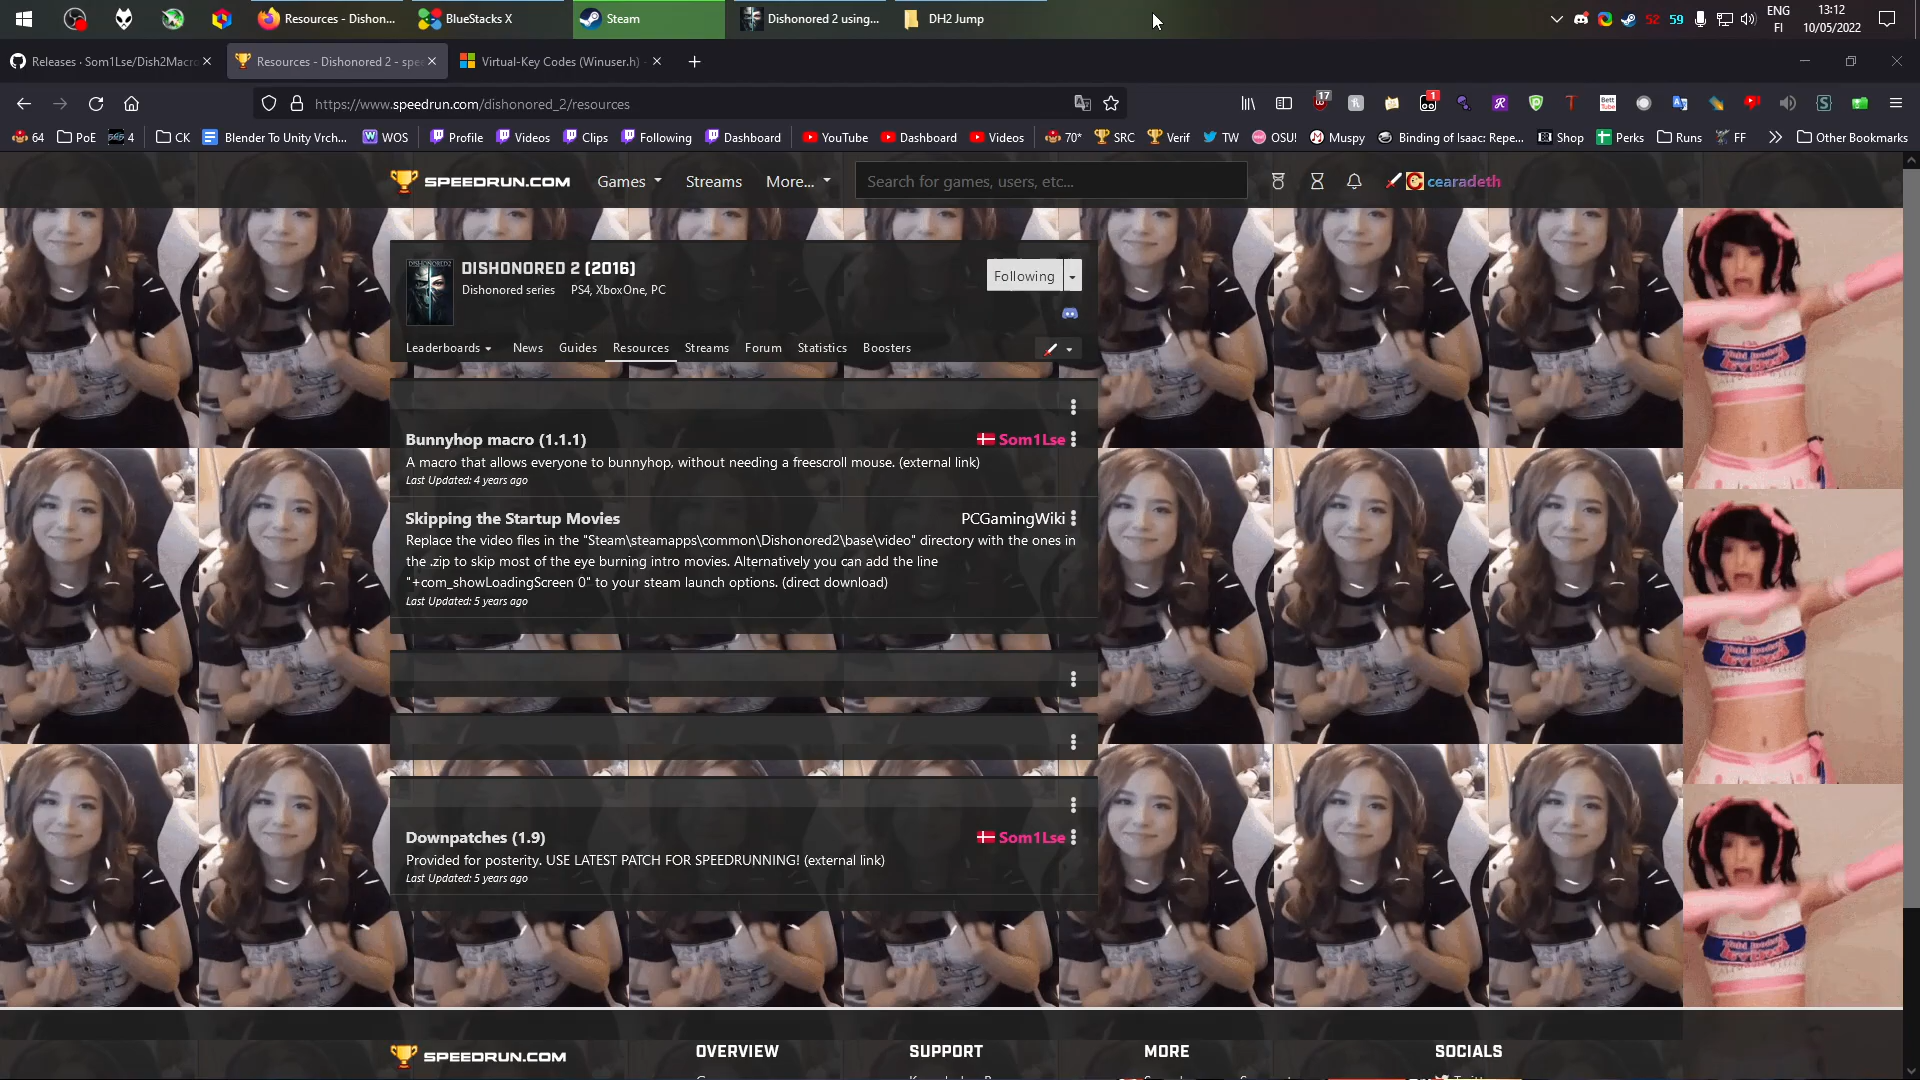 Resources - Dishon...
BlueStacks X
Steam
Dishonored 2 using...
DH2 Jump
52
59
ENG
FI
13:12
10/05/2022
Releases · Som1Lse/Dish2Macro
Resources - Dishonored 2 - spee
Virtual-Key Codes (Winuser.h) -
https://www.speedrun.com/dishonored_2/resources
17
1
64
PoE
4
CK
Blender To Unity Vrch...
WOS
Profile
Videos
Clips
Following
Dashboard
YouTube
Dashboard
Videos
70*
SRC
Verif
TW
OSU!
Muspy
Binding of Isaac: Repe...
Shop
Perks
Runs
FF
Other Bookmarks
SPEEDRUN.COM
Games
Streams
More...
Search for games, users, etc...
cearadeth
DISHONORED 2 (2016)
Dishonored series PS4, XboxOne, PC
Following
Leaderboards News Guides Resources Streams Forum Statistics Boosters
Bunnyhop macro (1.1.1)
Som1Lse
A macro that allows everyone to bunnyhop, without needing a freescroll mouse. (external link)
Last Updated: 4 years ago
Skipping the Startup Movies
PCGamingWiki
Replace the video files in the "Steam\steamapps\common\Dishonored2\base\video" directory with the ones in
the .zip to skip most of the eye burning intro movies. Alternatively you can add the line
"+com_showLoadingScreen 0" to your steam launch options. (direct download)
Last Updated: 5 years ago
Downpatches (1.9)
Som1Lse
Provided for posterity. USE LATEST PATCH FOR SPEEDRUNNING! (external link)
Last Updated: 5 years ago
SPEEDRUN.COM
OVERVIEW
SUPPORT
MORE
SOCIALS